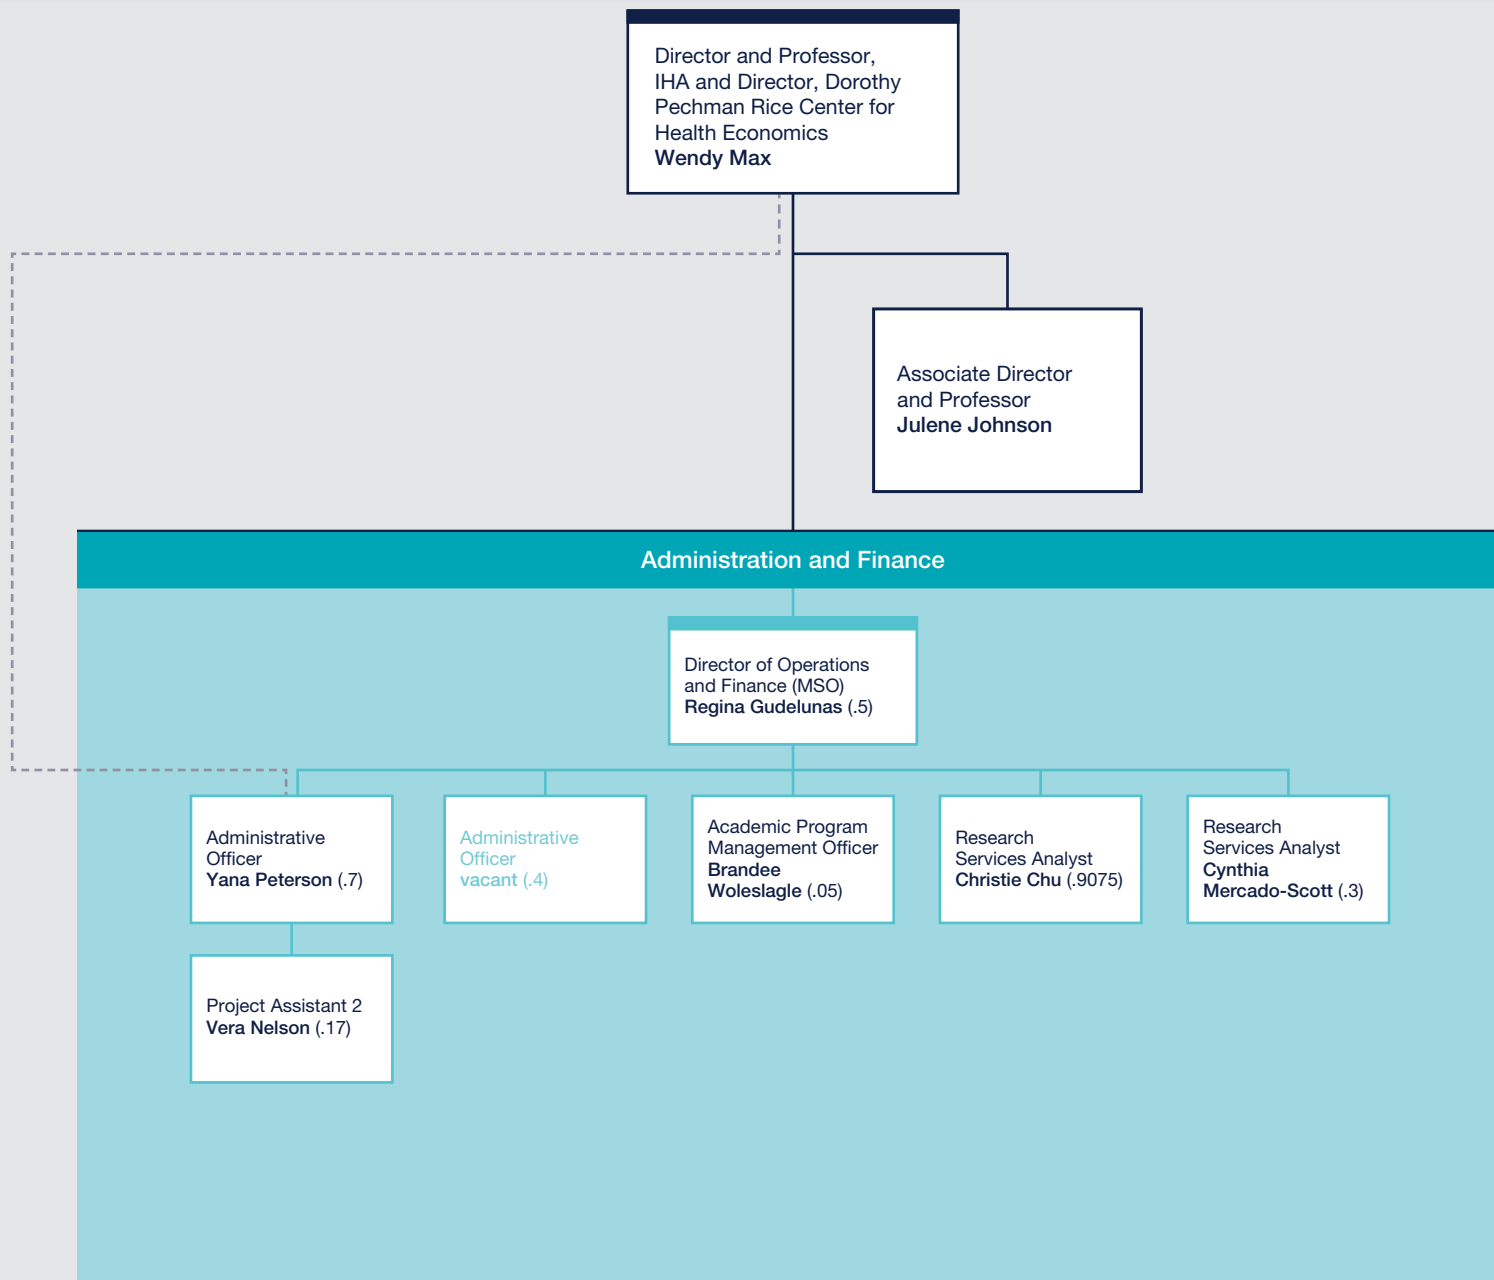 Director and Professor,
IHA and Director, Dorothy
Pechman Rice Center for
Health Economics
Wendy Max
Associate Director
and Professor
Julene Johnson
Administration and Finance
Director of Operations
and Finance (MSO)
Regina Gudelunas (.5)
Administrative
Officer
Yana Peterson (.7)
Administrative
Officer
vacant (.4)
Academic Program
Management Officer
Brandee
Woleslagle (.05)
Research
Services Analyst
Christie Chu (.9075)
Research
Services Analyst
Cynthia
Mercado-Scott (.3)
Project Assistant 2
Vera Nelson (.17)